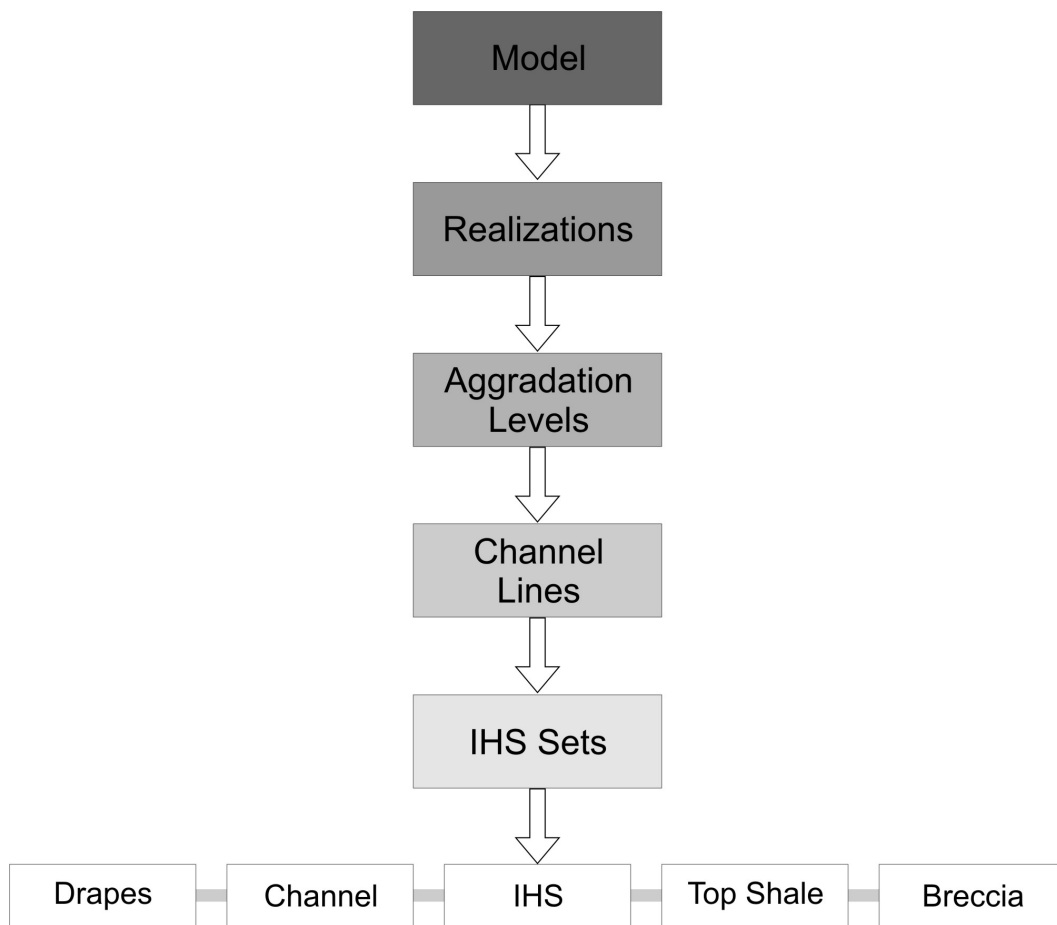 Model
Realizations
Aggradation
Levels
Channel
Lines
IHS Sets
Drapes
Channel
IHS
Top Shale
Breccia